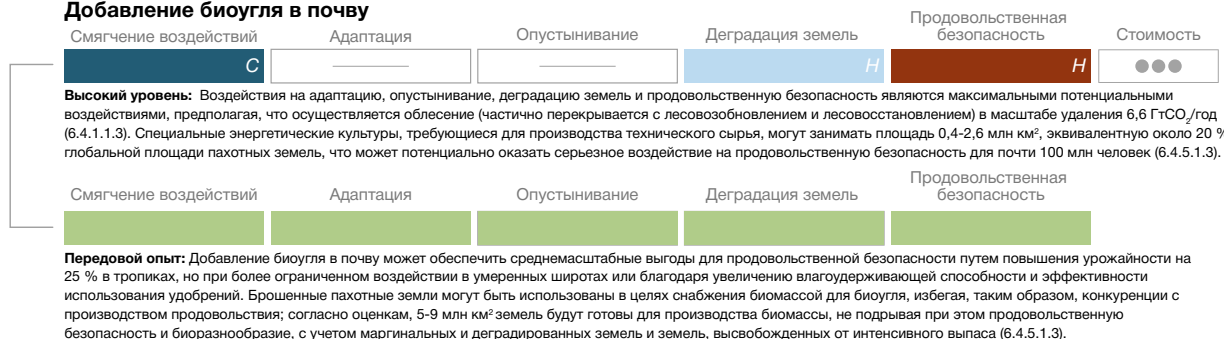 Добавление биоугля в почву
Смягчение воздействий Адаптация Опустынивание Деградация земель Продовольственная безопасность Стоимость
С Н Н
Высокий уровень: Воздействия на адаптацию, опустынивание, деградацию земель и продовольственную безопасность являются максимальными потенциальными
воздействиями, предполагая, что осуществляется облесение (частично перекрывается с лесовозобновлением и лесовосстановлением) в масштабе удаления 6,6 ГтCO₂/год
(6.4.1.1.3). Специальные энергетические культуры, требующиеся для производства технического сырья, могут занимать площадь 0,4-2,6 млн км², эквивалентную около 20 %
глобальной площади пахотных земель, что может потенциально оказать серьезное воздействие на продовольственную безопасность для почти 100 млн человек (6.4.5.1.3).
Смягчение воздействий Адаптация Опустынивание Деградация земель Продовольственная безопасность
Передовой опыт: Добавление биоугля в почву может обеспечить среднемасштабные выгоды для продовольственной безопасности путем повышения урожайности на
25 % в тропиках, но при более ограниченном воздействии в умеренных широтах или благодаря увеличению влагоудерживающей способности и эффективности
использования удобрений. Брошенные пахотные земли могут быть использованы в целях снабжения биомассой для биоугля, избегая, таким образом, конкуренции с
производством продовольствия; согласно оценкам, 5-9 млн км² земель будут готовы для производства биомассы, не подрывая при этом продовольственную
безопасность и биоразнообразие, с учетом маргинальных и деградированных земель и земель, высвобожденных от интенсивного выпаса (6.4.5.1.3).